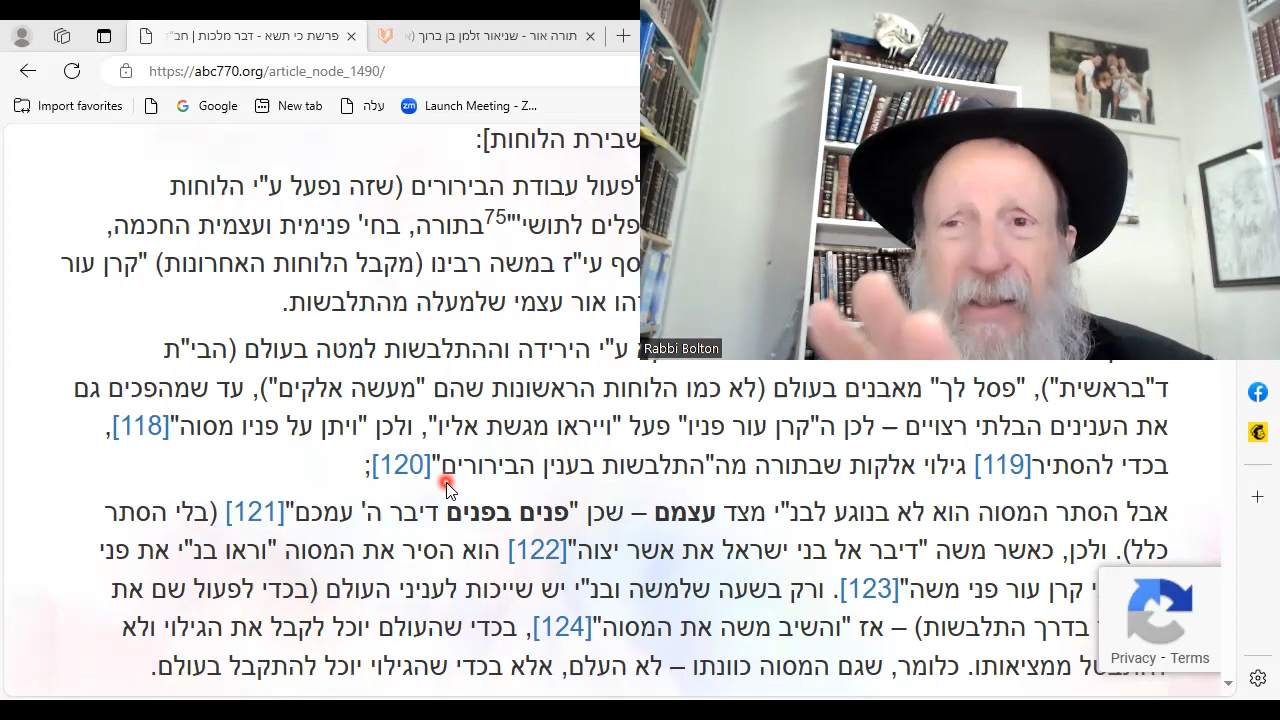 פרשת כי תשא - דבר מלכות | חב"ד
תורה אור - שניאור זלמן בן ברוך (א
https://abc770.org/article_node_1490/
Import favorites
Google
New tab
עלה
Launch Meeting - Z...
שבירת הלוחות]:
לפעול עבודת הבירורים (שזה נפעל ע"י הלוחות
פלים לתושי'"75 בתורה, בחי' פנימית ועצמית החכמה,
סף עי"ז במשה רבינו (מקבל הלוחות האחרונות) "קרן עור
הו אור עצמי שלמעלה מהתלבשות.
ע"י הירידה וההתלבשות למטה בעולם (הבי"ת
ד"בראשית"), "פסל לך" מאבנים בעולם (לא כמו הלוחות הראשונות שהם "מעשה אלקים"), עד שמהפכים גם
את הענינים הבלתי רצויים – לכן ה"קרן עור פניו" פעל "וייראו מגשת אליו", ולכן "ויתן על פניו מסוה"[118],
בכדי להסתיר[119] גילוי אלקות שבתורה מה"התלבשות בענין הבירורים"[120];
אבל הסתר המסוה הוא לא בנוגע לבנ"י מצד עצמם – שכן "פנים בפנים דיבר ה' עמכם"[121] (בלי הסתר
כלל). ולכן, כאשר משה "דיבר אל בני ישראל את אשר יצוה"[122] הוא הסיר את המסוה "וראו בנ"י את פני
י קרן עור פני משה"[123]. ורק בשעה שלמשה ובנ"י יש שייכות לעניני העולם (בכדי לפעול שם את
בדרך התלבשות) – אז "והשיב משה את המסוה"[124], בכדי שהעולם יוכל לקבל את הגילוי ולא
ממציאותו. כלומר, שגם המסוה כוונתו – לא העלם, אלא בכדי שהגילוי יוכל להתקבל בעולם.
Rabbi Bolton
Privacy - Terms